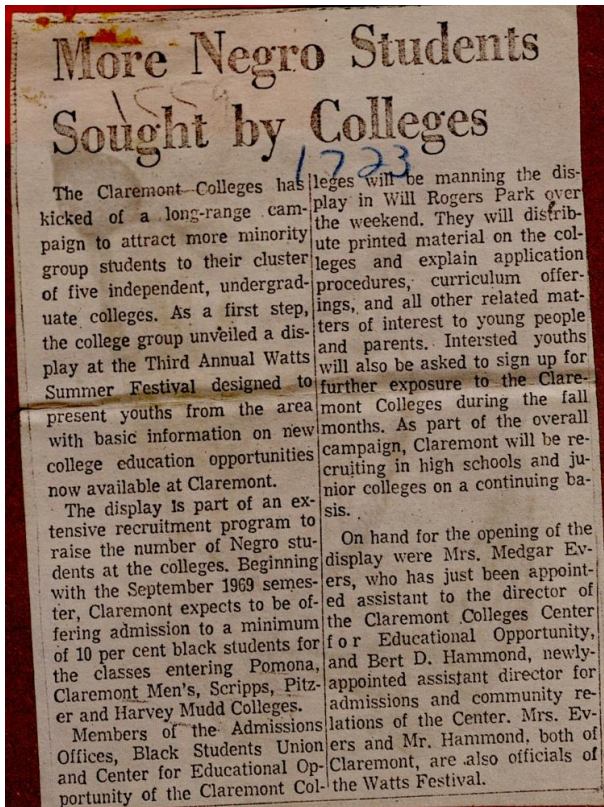 More Negro Students
Sought by Colleges
1723
The Claremont Colleges has
kicked of a long-range cam-
paign to attract more minority
group students to their cluster
of five independent, undergrad-
uate colleges. As a first step,
the college group unveiled a dis-
play at the Third Annual Watts
Summer Festival designed to
present youths from the area
with basic information on new
college education opportunities
now available at Claremont.
The display is part of an ex-
tensive recruitment program to
raise the number of Negro stu-
dents at the colleges. Beginning
with the September 1969 semes-
ter, Claremont expects to be of-
fering admission to a minimum
of 10 per cent black students for
the classes entering Pomona,
Claremont Men's, Scripps, Pitz-
er and Harvey Mudd Colleges.
Members of the Admissions
Offices, Black Students Union
and Center for Educational Op-
portunity of the Claremont Col-
leges will be manning the dis-
play in Will Rogers Park over
the weekend. They will distrib-
ute printed material on the col-
leges and explain application
procedures, curriculum offer-
ings, and all other related mat-
ters of interest to young people
and parents. Intersted youths
will also be asked to sign up for
further exposure to the Clare-
mont Colleges during the fall
months. As part of the overall
campaign, Claremont will be re-
cruiting in high schools and ju-
nior colleges on a continuing ba-
sis.
On hand for the opening of the
display were Mrs. Medgar Ev-
ers, who has just been appoint-
ed assistant to the director of
the Claremont Colleges Center
for Educational Opportunity,
and Bert D. Hammond, newly-
appointed assistant director for
admissions and community re-
lations of the Center. Mrs. Ev-
ers and Mr. Hammond, both of
Claremont, are also officials of
the Watts Festival.